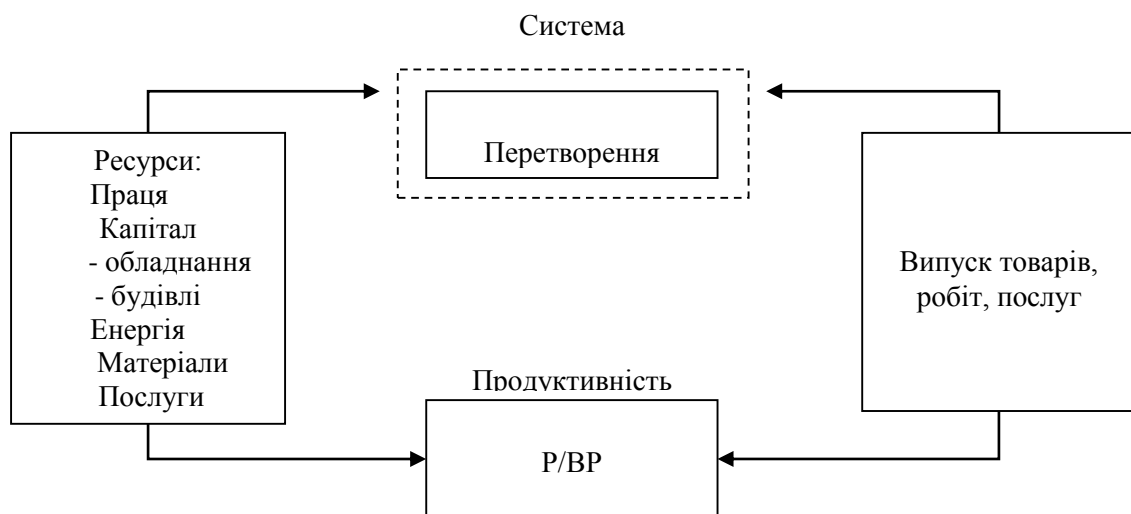 Система
Перетворення
Ресурси:
Праця
Капітал
- обладнання
- будівлі
Енергія
Матеріали
Послуги
Випуск товарів,
робіт, послуг
Продуктивність
Р/ВР